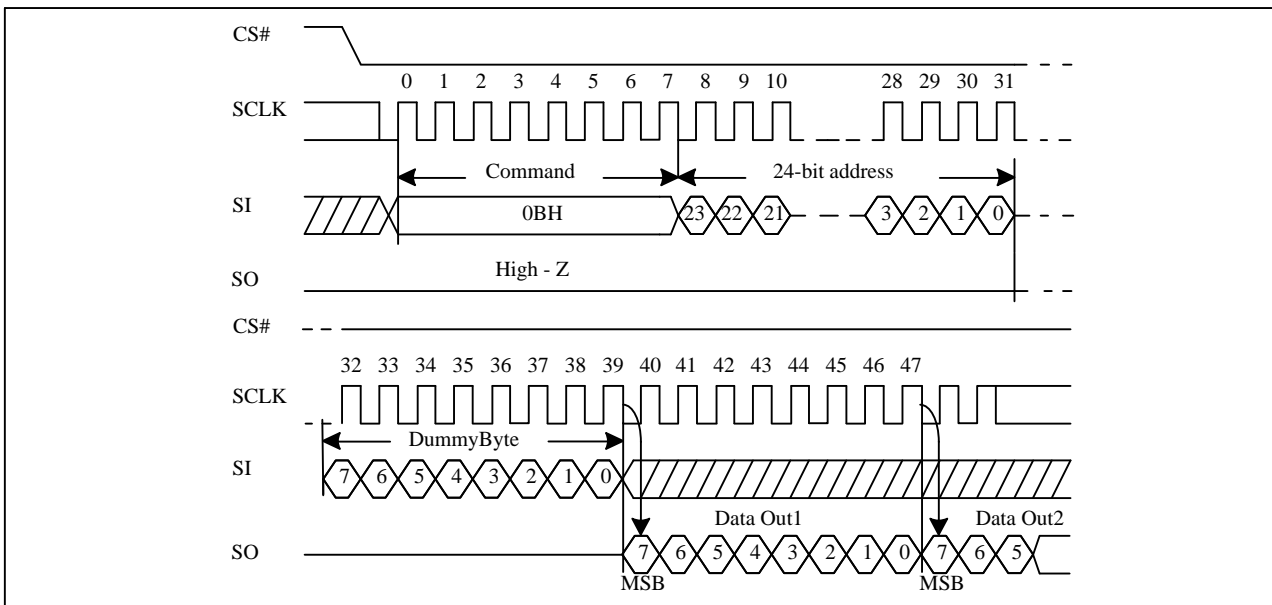 CS#
0 1 2 3 4 5 6 7 8 9 10 28 29 30 31
SCLK
Command 24-bit address
SI 0BH 23 22 21 3 2 1 0
High - Z
SO
CS#
32 33 34 35 36 37 38 39 40 41 42 43 44 45 46 47
SCLK
DummyByte
SI 7 6 5 4 3 2 1 0
Data Out1 Data Out2
SO 7 6 5 4 3 2 1 0 7 6 5
MSB MSB